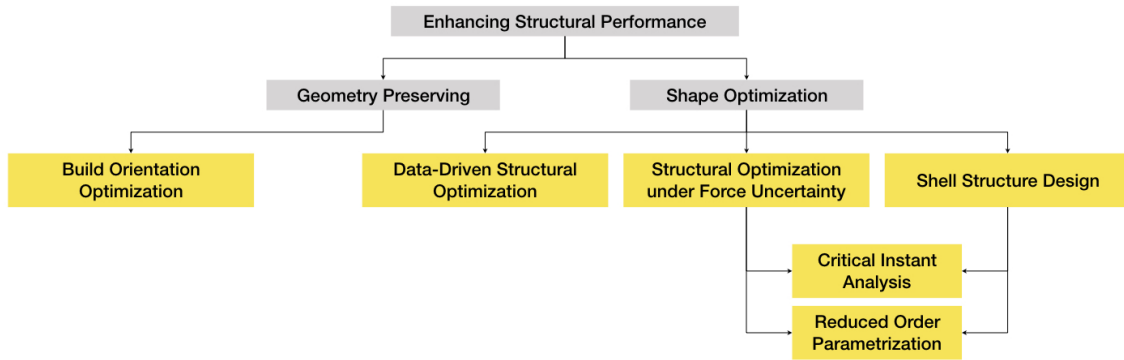 Enhancing Structural Performance
Geometry Preserving
Shape Optimization
Build Orientation
Optimization
Data-Driven Structural
Optimization
Structural Optimization
under Force Uncertainty
Shell Structure Design
Critical Instant
Analysis
Reduced Order
Parametrization